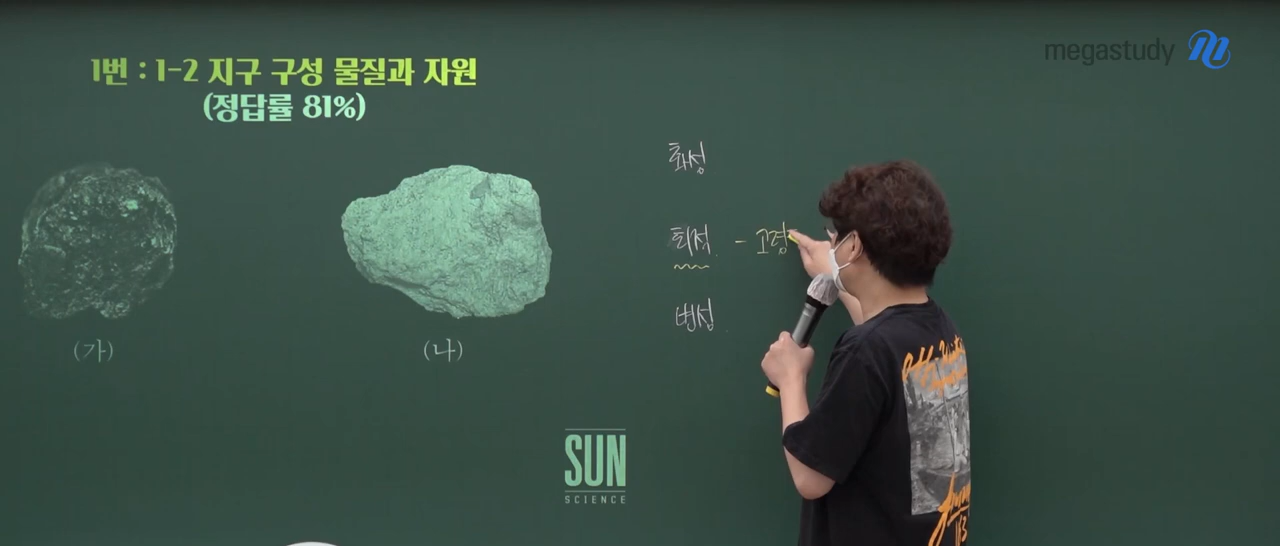 megastudy
1번 : 1-2 지구 구성 물질과 자원
(정답률 81%)
화성
퇴적 - 고령
변성
(가)
(나)
SUN
SCIENCE